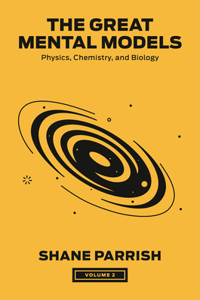 THE GREAT
MENTAL MODELS
Physics, Chemistry, and Biology
SHANE PARRISH
VOLUME 2